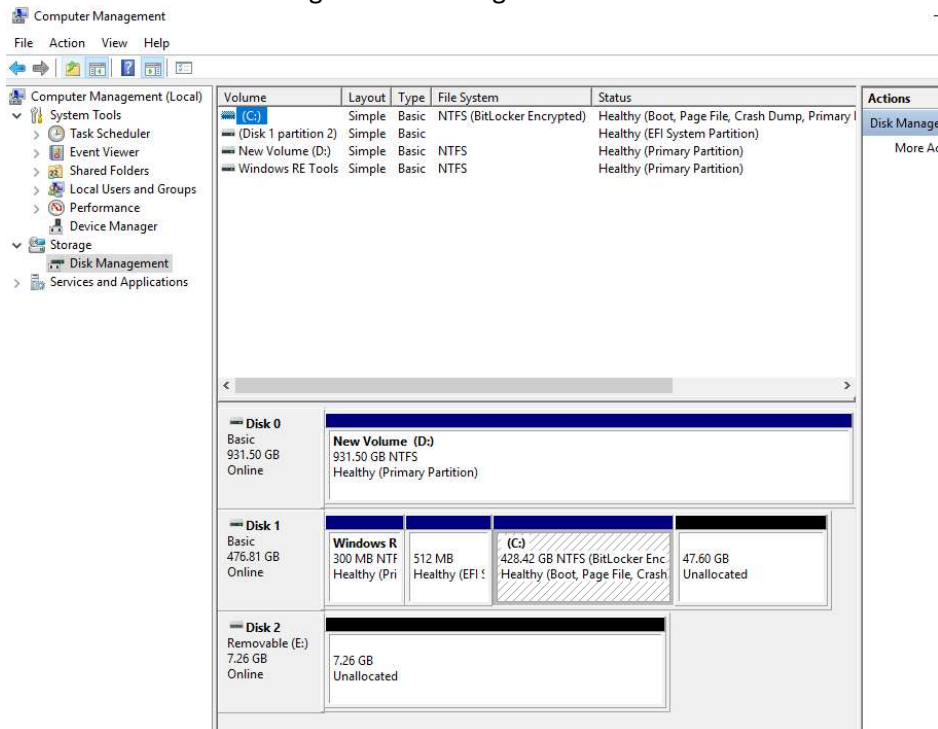 Computer Management
File Action View Help
Computer Management (Local)
System Tools
Task Scheduler
Event Viewer
Shared Folders
Local Users and Groups
Performance
Device Manager
Storage
Disk Management
Services and Applications
Volume Layout Type File System Status
(C:) Simple Basic NTFS (BitLocker Encrypted) Healthy (Boot, Page File, Crash Dump, Primary
(Disk 1 partition 2) Simple Basic Healthy (EFI System Partition)
New Volume (D:) Simple Basic NTFS Healthy (Primary Partition)
Windows RE Tools Simple Basic NTFS Healthy (Primary Partition)
Actions
Disk Manage
More Ac
Disk 0
Basic
931.50 GB
Online
New Volume (D:)
931.50 GB NTFS
Healthy (Primary Partition)
Disk 1
Basic
476.81 GB
Online
Windows R
300 MB NTF
Healthy (Pri
512 MB
Healthy (EFI S
(C:)
428.42 GB NTFS (BitLocker Enc
Healthy (Boot, Page File, Crash
47.60 GB
Unallocated
Disk 2
Removable (E:)
7.26 GB
Online
7.26 GB
Unallocated